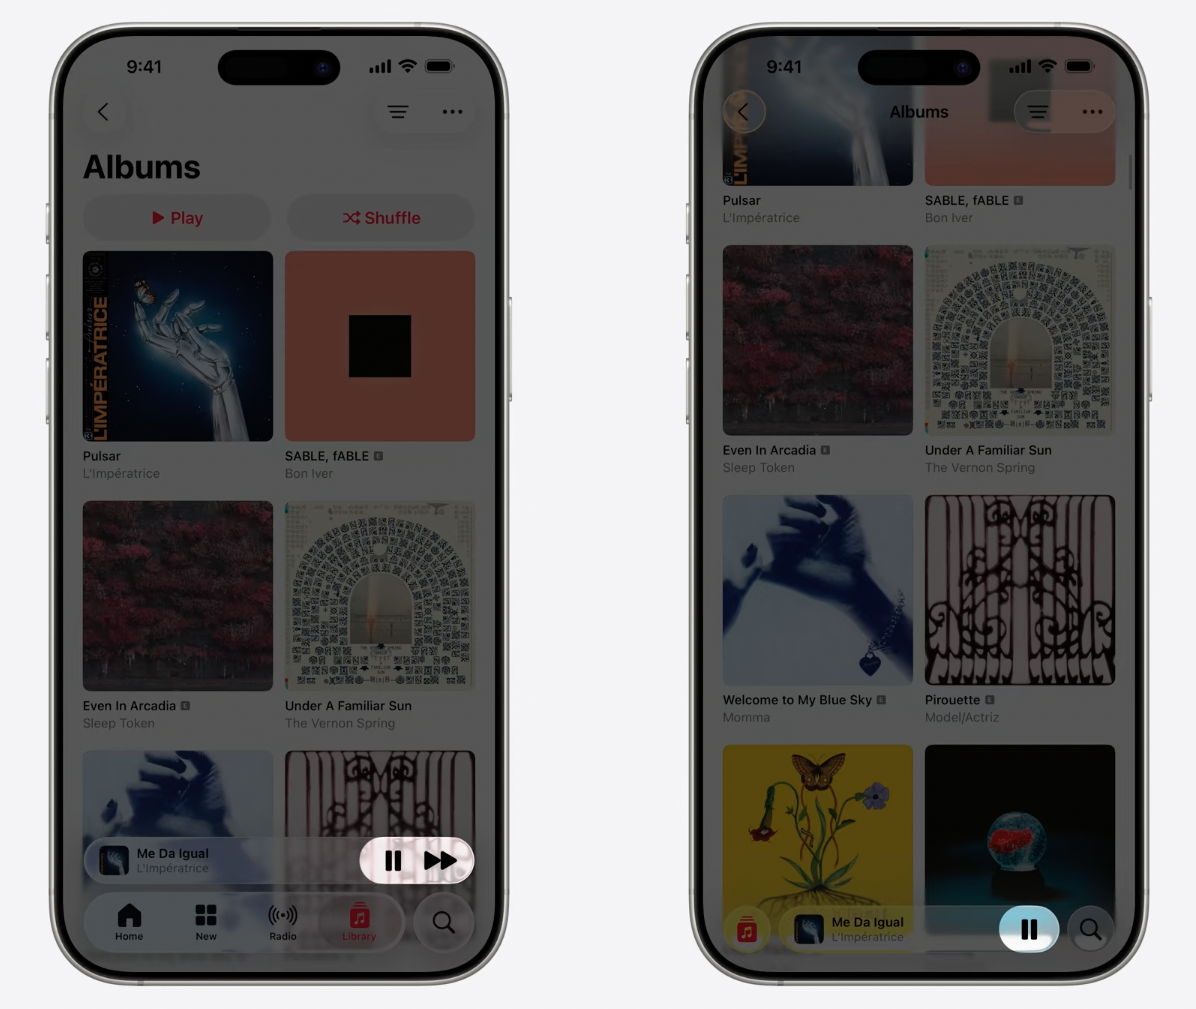 9:41
Albums
Play
Shuffle
L'IMPÉRATRICE
Pulsar
L'Impératrice
SABLE, fABLE E
Bon Iver
Even In Arcadia E
Sleep Token
Under A Familiar Sun
The Vernon Spring
Me Da Igual
L'Impératrice
Home
New
Radio
Library
9:41
Albums
L'IMP
Pulsar
L'Impératrice
SABLE, fABLE E
Bon Iver
Even In Arcadia E
Sleep Token
Under A Familiar Sun
The Vernon Spring
Welcome to My Blue Sky E
Momma
Pirouette E
Model/Actriz
Me Da Igual
L'Impératrice